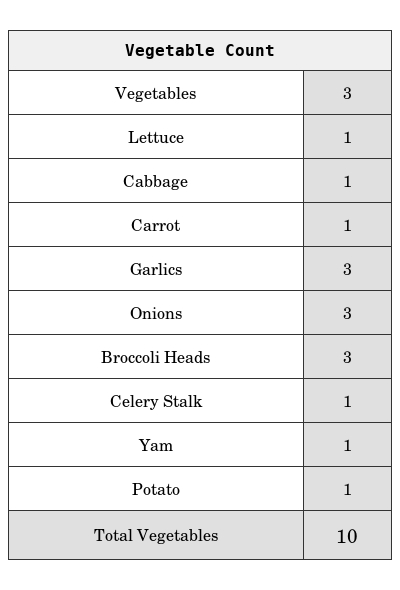 Vegetable Count
Vegetables 3
Lettuce 1
Cabbage 1
Carrot 1
Garlics 3
Onions 3
Broccoli Heads 3
Celery Stalk 1
Yam 1
Potato 1
Total Vegetables 10